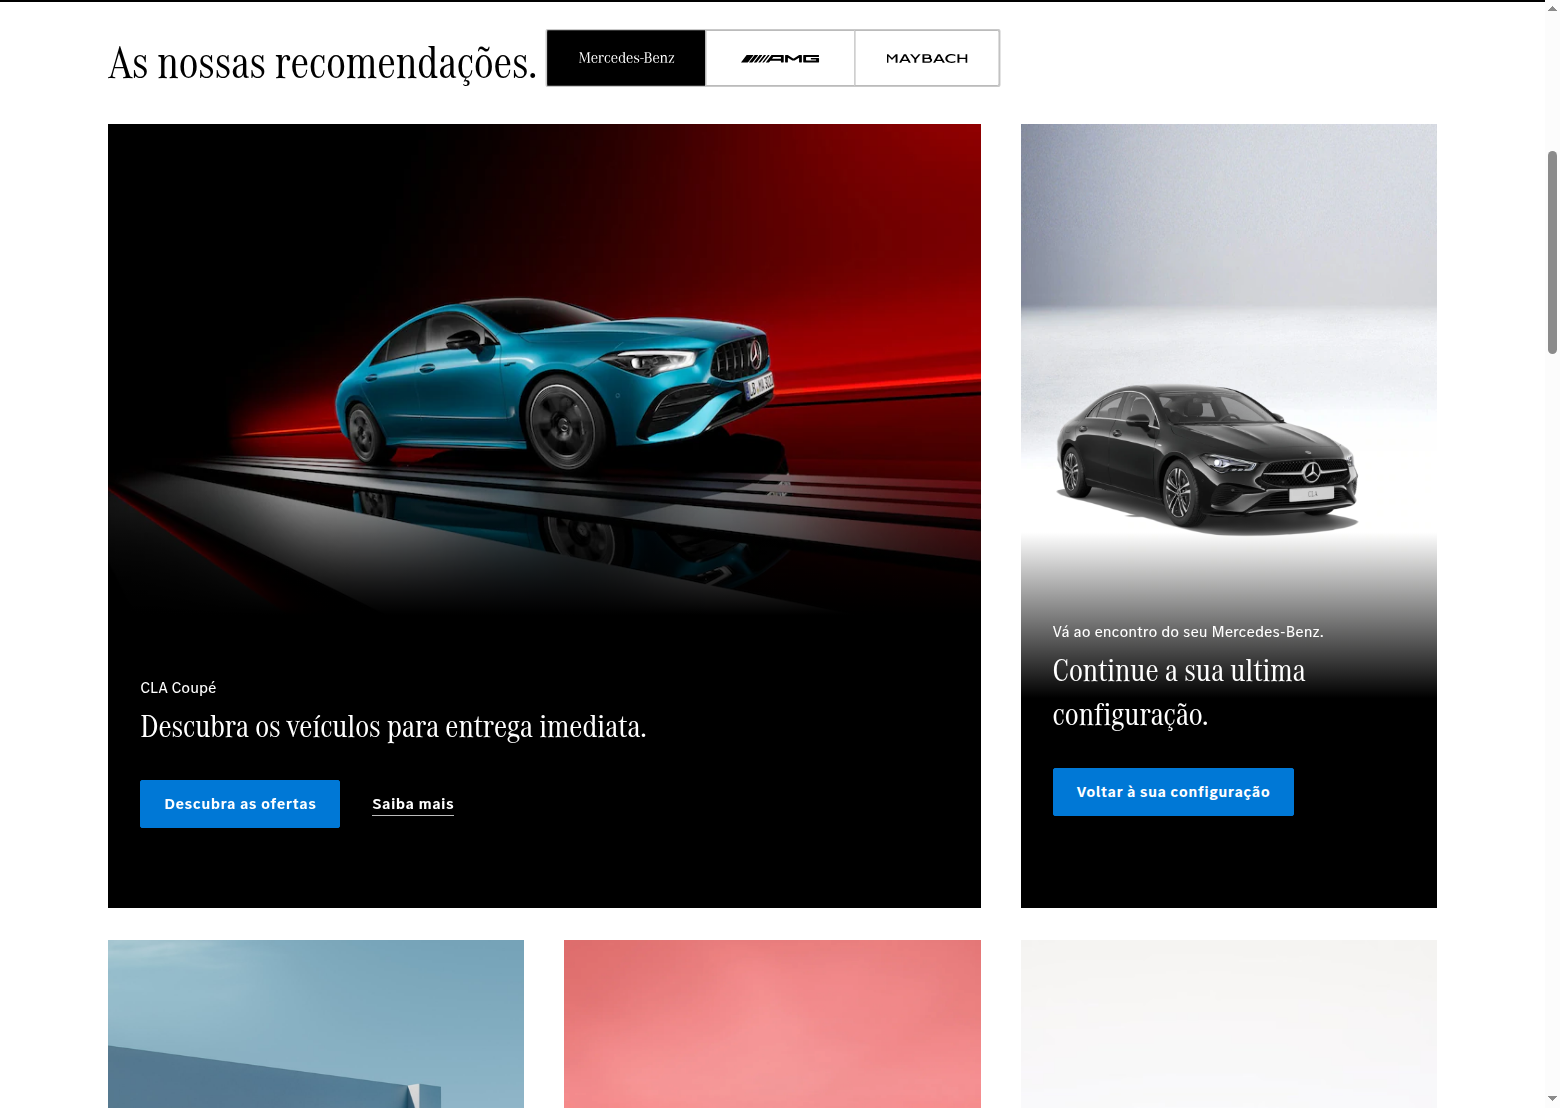 As nossas recomendações.
Mercedes-Benz
AMG
MAYBACH
CLA
CLA Coupé
Descubra os veículos para entrega imediata.
Descubra as ofertas
Saiba mais
Vá ao encontro do seu Mercedes-Benz.
Continue a sua ultima
configuração.
Voltar à sua configuração